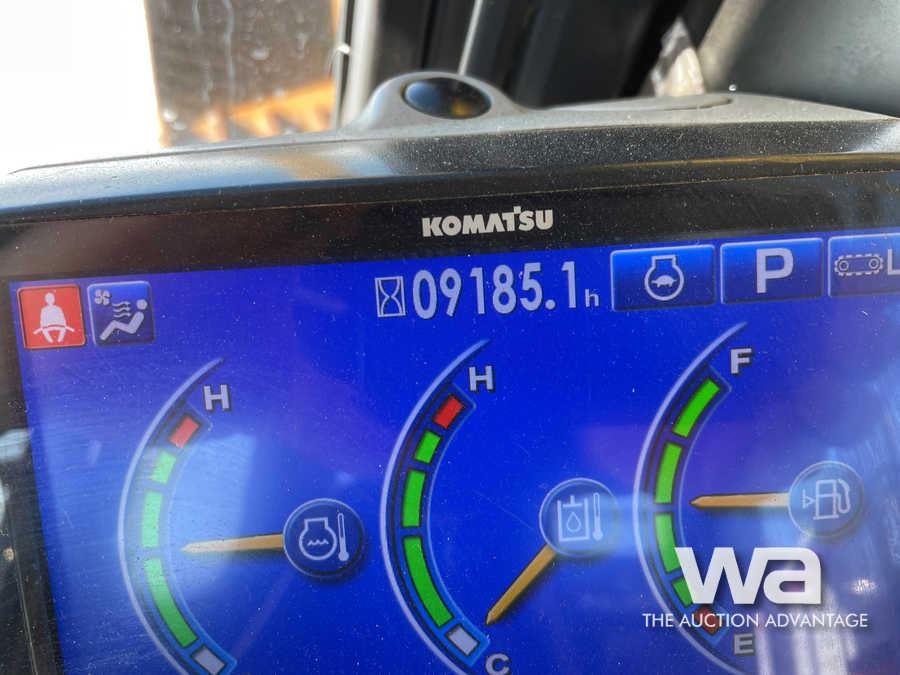 KOMATSU
09185.1h
P
L
H
H
F
E
C
wa
THE AUCTION ADVANTAGE